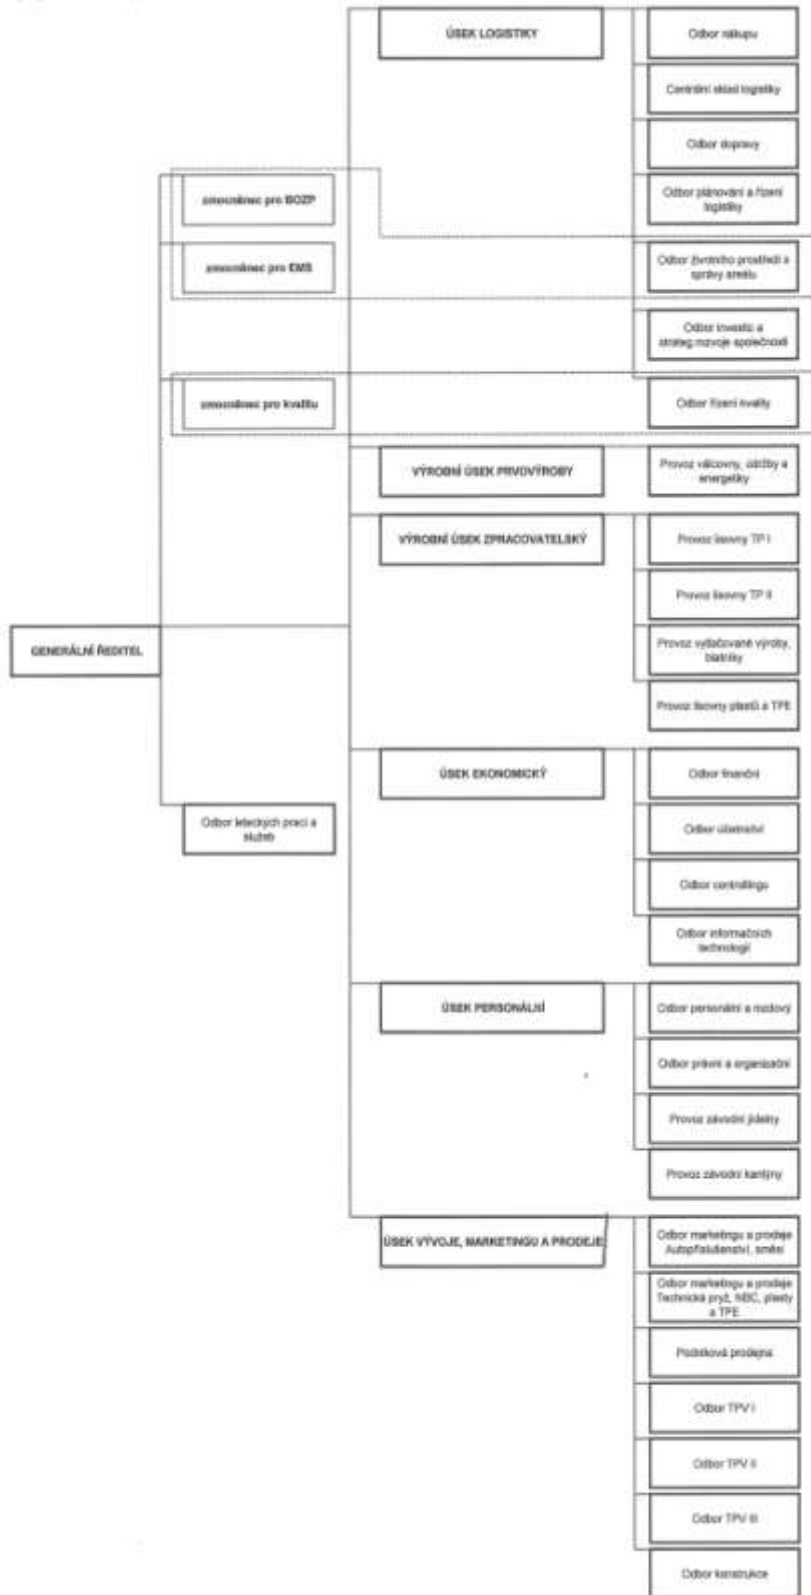 ÚSEK LOGISTIKY
Odbor nákupu
Centrální sklad logistiky
Odbor dopravy
zmocněnec pro BOZP
Odbor plánování a řízení
logistiky
zmocněnec pro EMS
Odbor životního prostředí a
správy areálu
Odbor investic a
strateg.rozvoje společnosti
zmocněnec pro kvalitu
Odbor řízení kvality
VÝROBNÍ ÚSEK PRVOVÝROBY
Provoz válcovny, údržby a
energetiky
VÝROBNÍ ÚSEK ZPRACOVATELSKÝ
Provoz lisovny TP I
Provoz lisovny TP II
GENERÁLNÍ ŘEDITEL
Provoz vytlačované výroby,
blatníky
Provoz lisovny plastů a TPE
ÚSEK EKONOMICKÝ
Odbor finanční
Odbor leteckých prací a
služeb
Odbor účetnictví
Odbor controllingu
Odbor informačních
technologií
ÚSEK PERSONÁLNÍ
Odbor personální a mzdový
Odbor právní a organizační
Provoz závodní jídelny
Provoz závodní kantýny
ÚSEK VÝVOJE, MARKETINGU A PRODEJE
Odbor marketingu a prodeje
Autopříslušenství, směsi
Odbor marketingu a prodeje
Technická pryž, NBC, plasty
a TPE
Podniková prodejna
Odbor TPV I
Odbor TPV II
Odbor TPV III
Odbor konstrukce